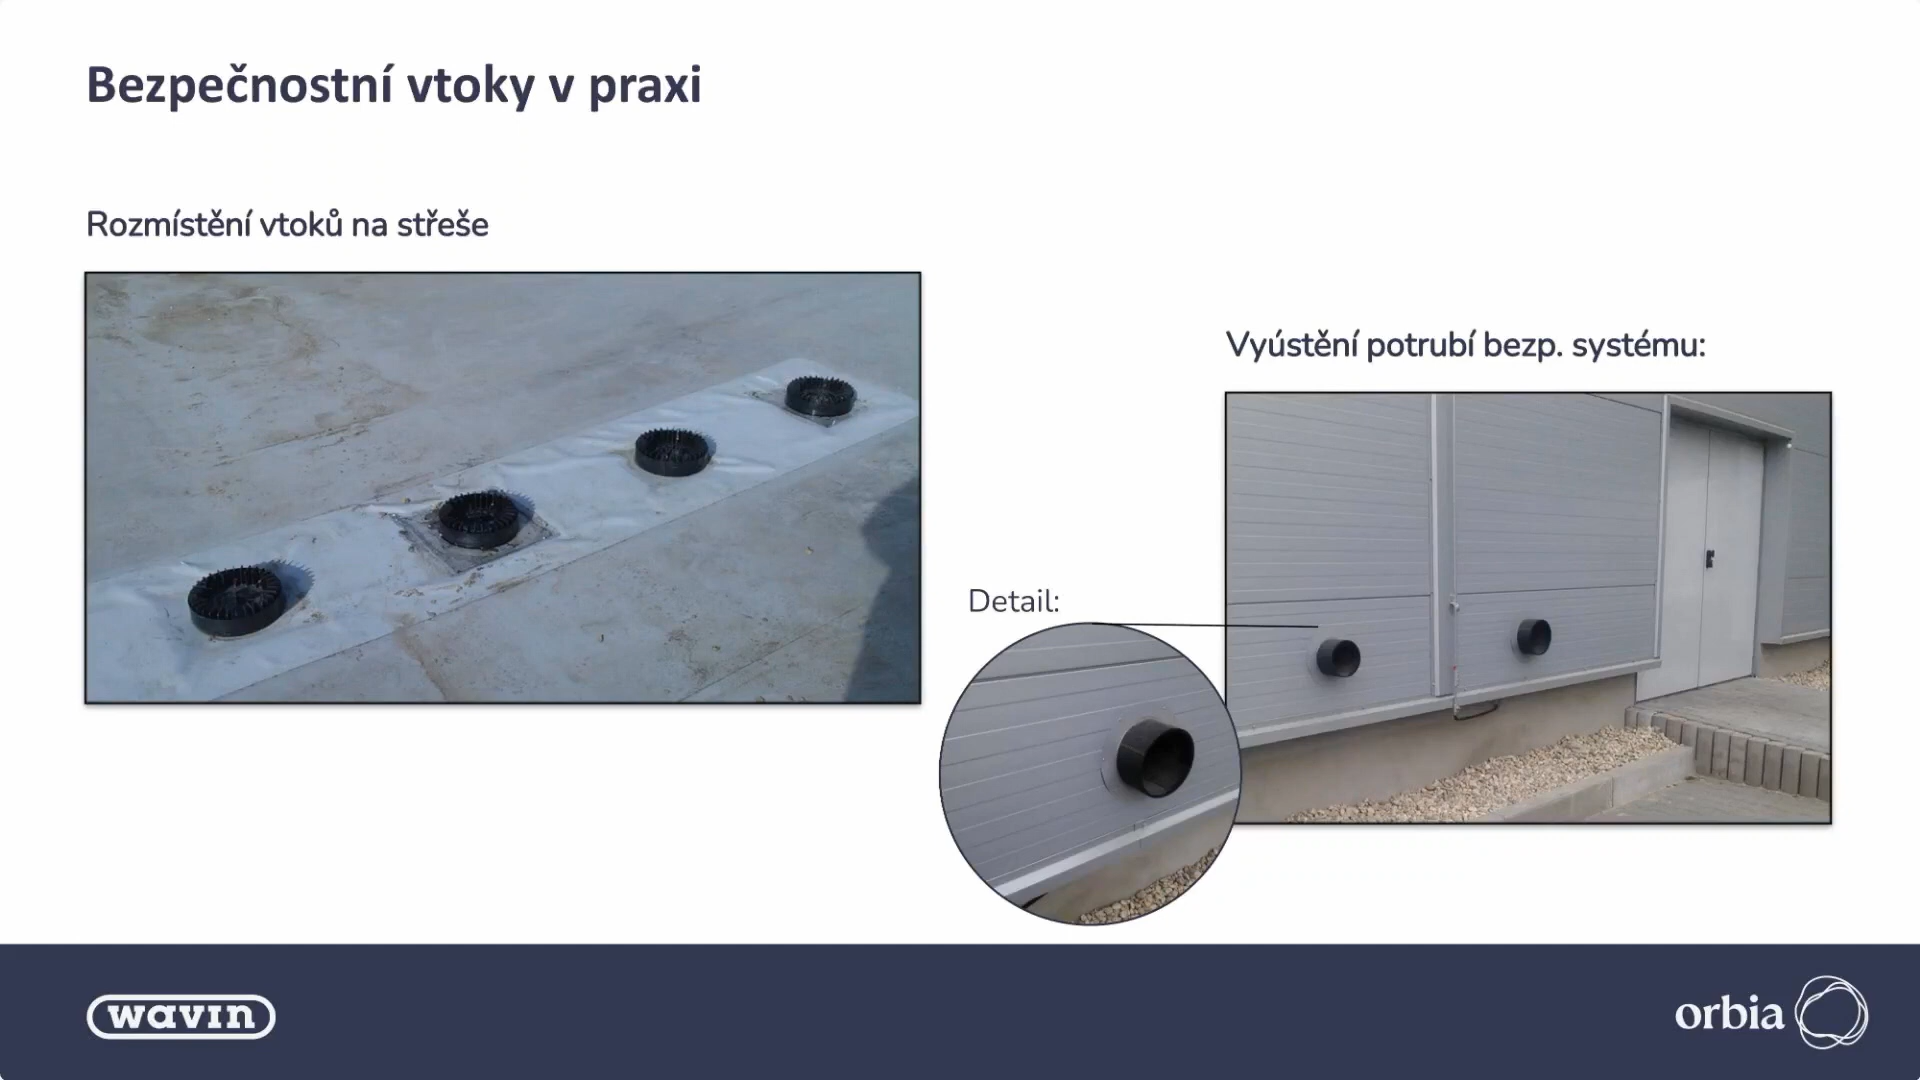 Bezpečnostní vtoky v praxi
Rozmístění vtoků na střeše
Vyústění potrubí bezp. systému:
Detail:
wavin
orbia